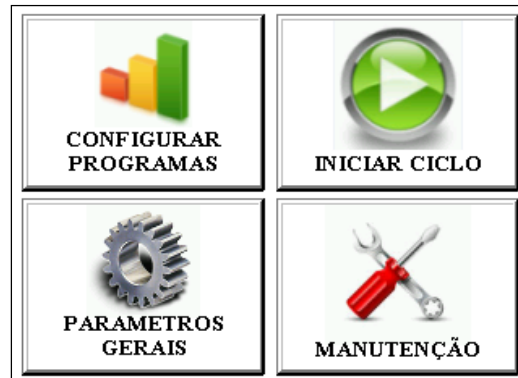 CONFIGURAR
PROGRAMAS
INICIAR CICLO
PARAMETROS
GERAIS
MANUTENÇÃO